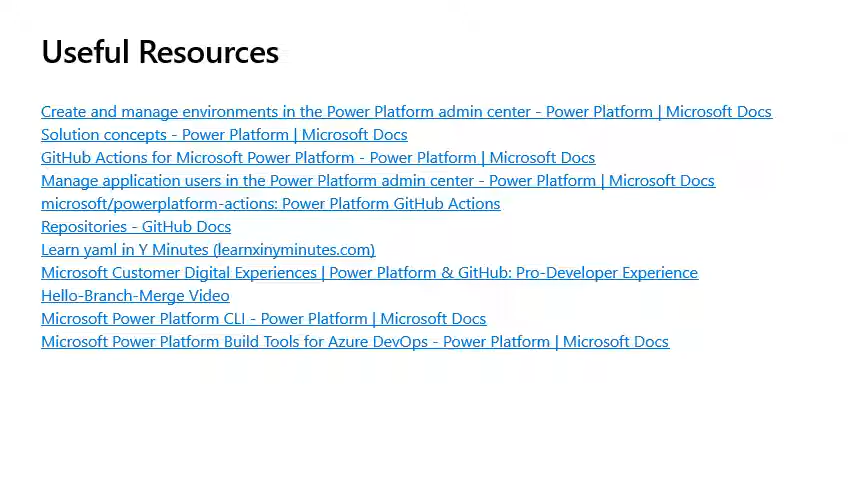 Useful Resources
Create and manage environments in the Power Platform admin center - Power Platform | Microsoft Docs
Solution concepts - Power Platform | Microsoft Docs
GitHub Actions for Microsoft Power Platform - Power Platform | Microsoft Docs
Manage application users in the Power Platform admin center - Power Platform | Microsoft Docs
microsoft/powerplatform-actions: Power Platform GitHub Actions
Repositories - GitHub Docs
Learn yaml in Y Minutes (learnxinyminutes.com)
Microsoft Customer Digital Experiences | Power Platform & GitHub: Pro-Developer Experience
Hello-Branch-Merge Video
Microsoft Power Platform CLI - Power Platform | Microsoft Docs
Microsoft Power Platform Build Tools for Azure DevOps - Power Platform | Microsoft Docs